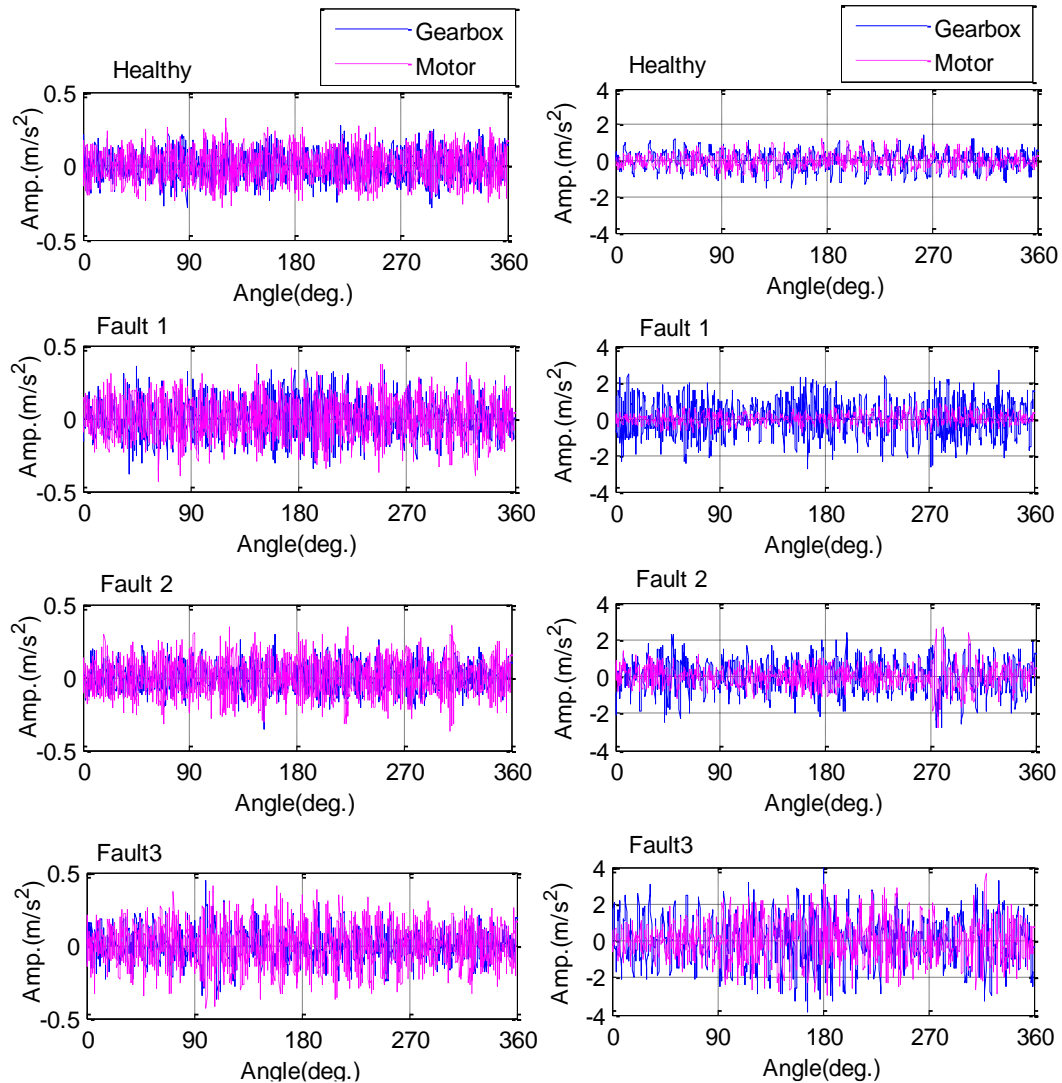 Gearbox
Motor
Healthy
0.5
0
-0.5
Amp.(m/s²)
0 90 180 270 360
Angle(deg.)
Fault 1
0.5
0
-0.5
Amp.(m/s²)
0 90 180 270 360
Angle(deg.)
Fault 2
0.5
0
-0.5
Amp.(m/s²)
0 90 180 270 360
Angle(deg.)
Fault3
0.5
0
-0.5
Amp.(m/s²)
0 90 180 270 360
Angle(deg.)
Gearbox
Motor
Healthy
4
2
0
-2
-4
Amp.(m/s²)
0 90 180 270 360
Angle(deg.)
Fault 1
4
2
0
-2
-4
Amp.(m/s²)
0 90 180 270 360
Angle(deg.)
Fault 2
4
2
0
-2
-4
Amp.(m/s²)
0 90 180 270 360
Angle(deg.)
Fault3
4
2
0
-2
-4
Amp.(m/s²)
0 90 180 270 360
Angle(deg.)